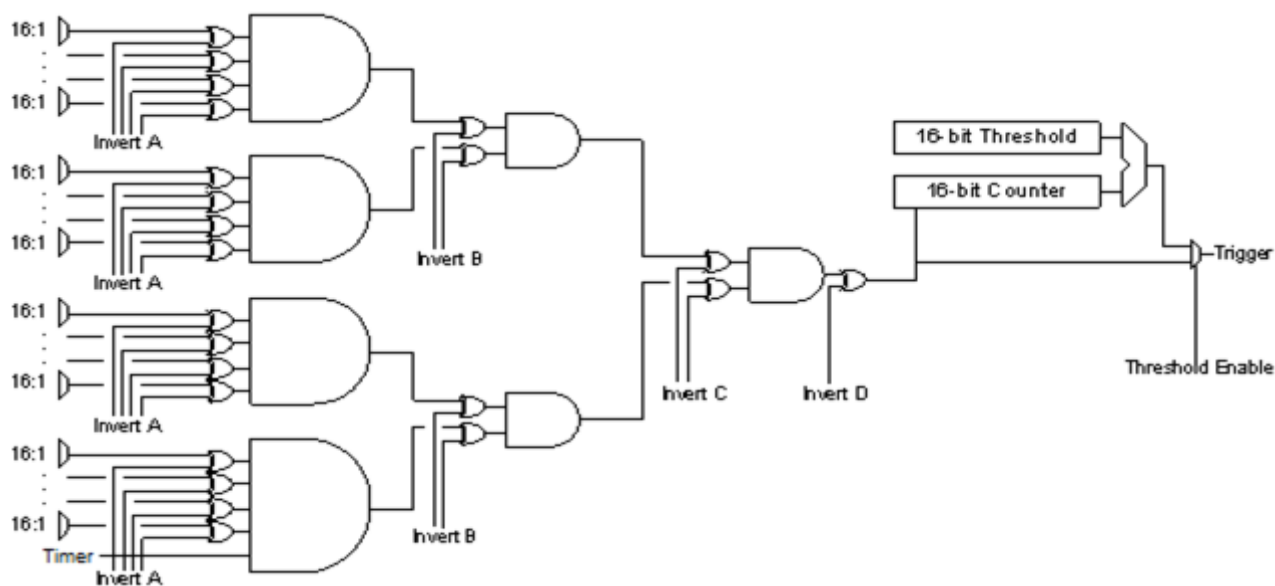 16:1
16:1
Invert A
16:1
16:1
Invert A
Invert B
16-bit Threshold
16-bit Counter
Trigger
Threshold Enable
16:1
16:1
Invert A
Invert C
Invert D
16:1
16:1
Timer
Invert A
Invert B